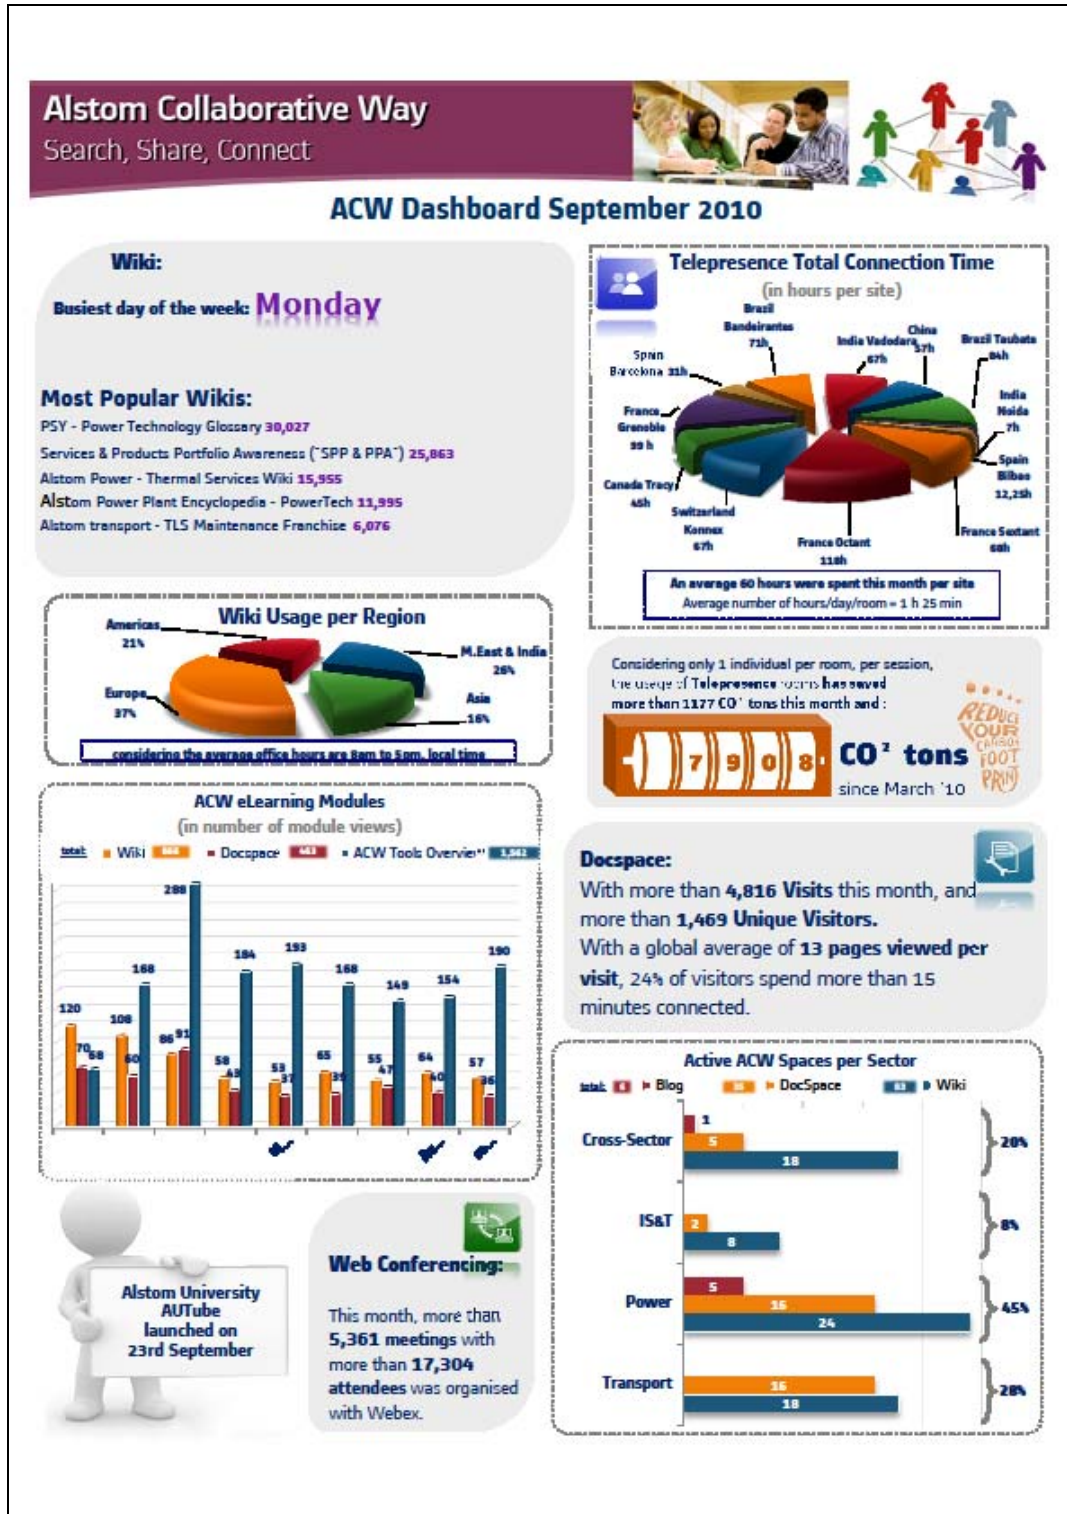 Alstom Collaborative Way
Search, Share, Connect
ACW Dashboard September 2010
Wiki:
Busiest day of the week: Monday
Most Popular Wikis:
PSY - Power Technology Glossary 30,027
Services & Products Portfolio Awareness ("SPP & PPA") 25,863
Alstom Power - Thermal Services Wiki 15,955
Alstom Power Plant Encyclopedia - PowerTech 11,995
Alstom transport - TLS Maintenance Franchise 6,076
Telepresence Total Connection Time
(in hours per site)
Brazil
Bandeirantes
71h
India Vadodara
67h
China
57h
Brazil Taubate
84h
India
Noida
7h
Spain
Bilbao
12,25h
France Sextant
68h
France Octant
118h
Switzerland
Konnex
67h
Canada Tracy
45h
France
Grenoble
99 h
Spain
Barcelona 31h
An average 60 hours were spent this month per site
Average number of hours/day/room = 1 h 25 min
Wiki Usage per Region
Americas
21%
M.East & India
26%
Europe
37%
Asia
16%
considering the average office hours are 8am to 5pm, local time
Considering only 1 individual per room, per session,
the usage of Telepresence rooms has saved
more than 1177 CO² tons this month and :
7 9 0 8
CO² tons
since March '10
REDUCE
YOUR
CARBON
FOOT
PRINT
ACW eLearning Modules
(in number of module views)
total: Wiki Docspace ACW Tools Overview
120 70 68
108 60 168
86 91 288
58 43 184
53 37 193
65 39 168
55 47 149
64 40 154
57 36 190
Docspace:
With more than 4,816 Visits this month, and
more than 1,469 Unique Visitors.
With a global average of 13 pages viewed per
visit, 24% of visitors spend more than 15
minutes connected.
Active ACW Spaces per Sector
total: Blog DocSpace Wiki
Cross-Sector
1
5
18
20%
IS&T
2
8
8%
Power
5
16
24
45%
Transport
16
18
28%
Alstom University
AUTube
launched on
23rd September
Web Conferencing:
This month, more than
5,361 meetings with
more than 17,304
attendees was organised
with Webex.